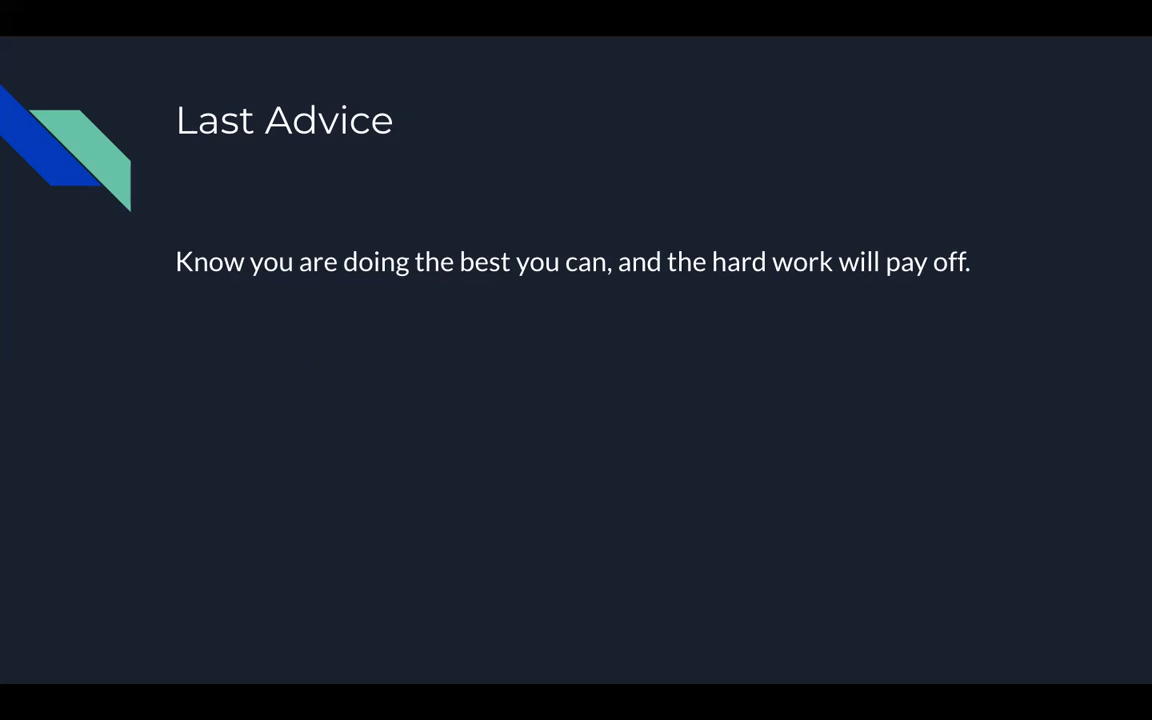 Last Advice
Know you are doing the best you can, and the hard work will pay off.